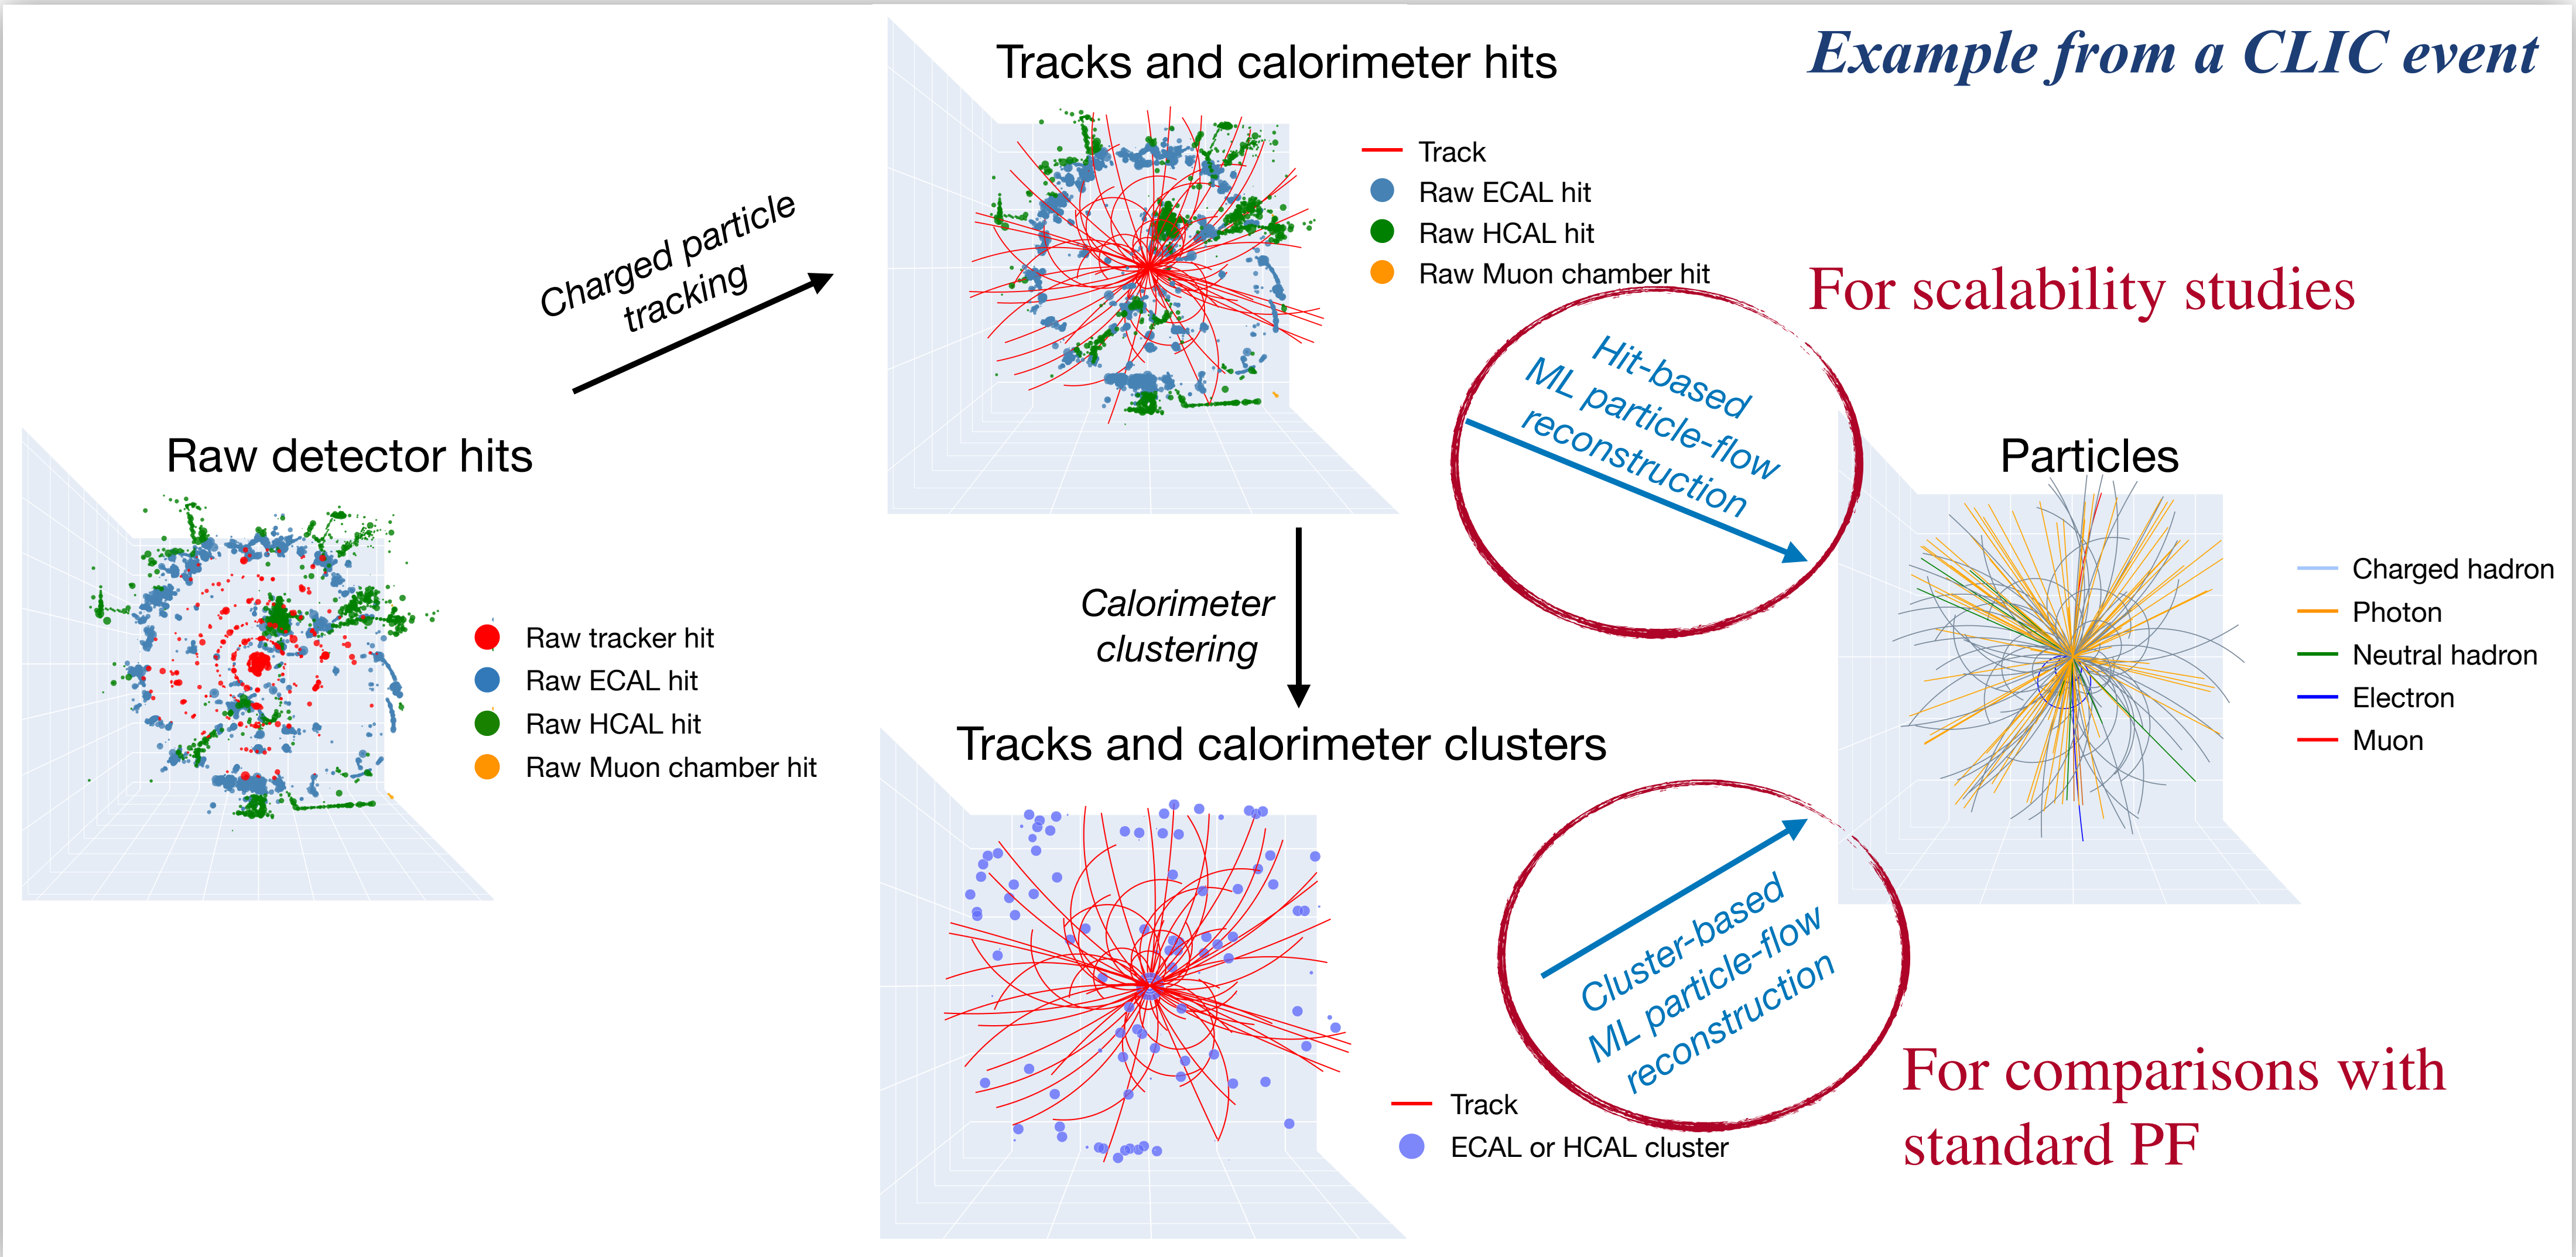 Example from a CLIC event
Tracks and calorimeter hits
Track
Raw ECAL hit
Raw HCAL hit
Raw Muon chamber hit
Charged particle
tracking
For scalability studies
Hit-based
ML particle-flow
reconstruction
Raw detector hits
Raw tracker hit
Raw ECAL hit
Raw HCAL hit
Raw Muon chamber hit
Calorimeter
clustering
Particles
Charged hadron
Photon
Neutral hadron
Electron
Muon
Tracks and calorimeter clusters
Cluster-based
ML particle-flow
reconstruction
Track
ECAL or HCAL cluster
For comparisons with
standard PF